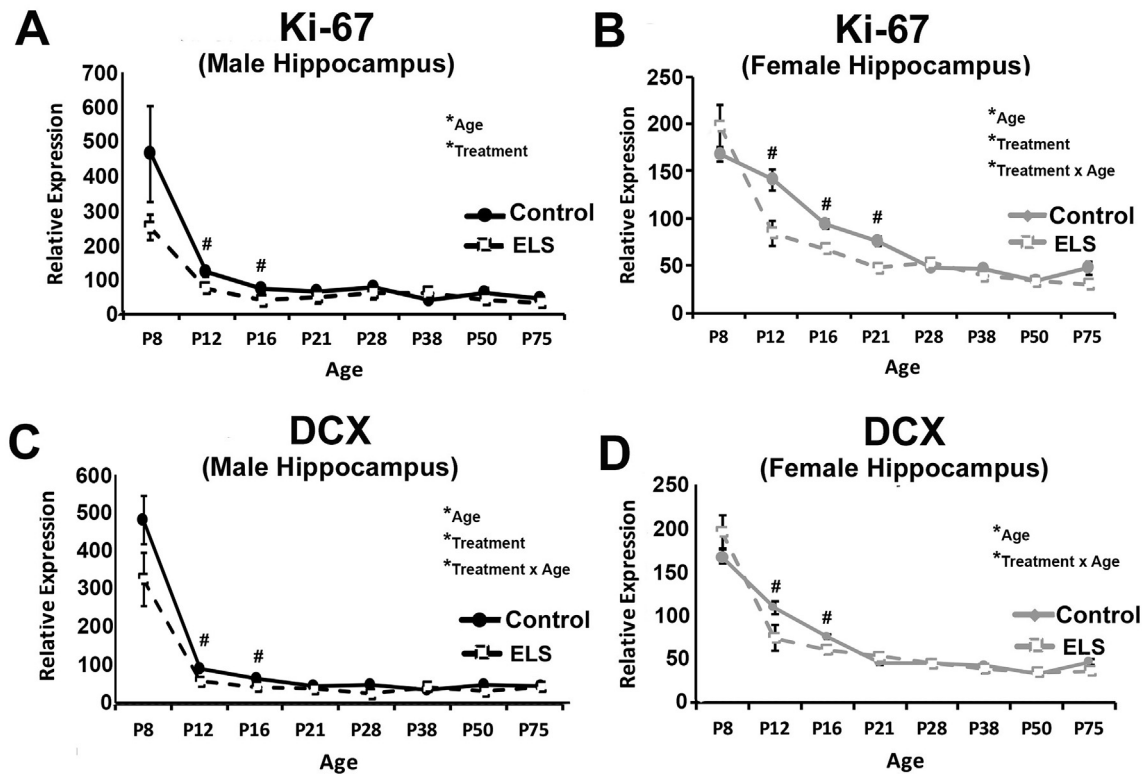 A
Ki-67
(Male Hippocampus)
Relative Expression
700
600
500
400
300
200
100
0
*Age
*Treatment
#
#
Control
ELS
P8 P12 P16 P21 P28 P38 P50 P75
Age
B
Ki-67
(Female Hippocampus)
Relative Expression
250
200
150
100
50
0
*Age
*Treatment
*Treatment x Age
#
#
#
Control
ELS
P8 P12 P16 P21 P28 P38 P50 P75
Age
C
DCX
(Male Hippocampus)
Relative Expression
600
500
400
300
200
100
0
*Age
*Treatment
*Treatment x Age
#
#
Control
ELS
P8 P12 P16 P21 P28 P38 P50 P75
Age
D
DCX
(Female Hippocampus)
Relative Expression
250
200
150
100
50
0
*Age
*Treatment x Age
#
#
Control
ELS
P8 P12 P16 P21 P28 P38 P50 P75
Age